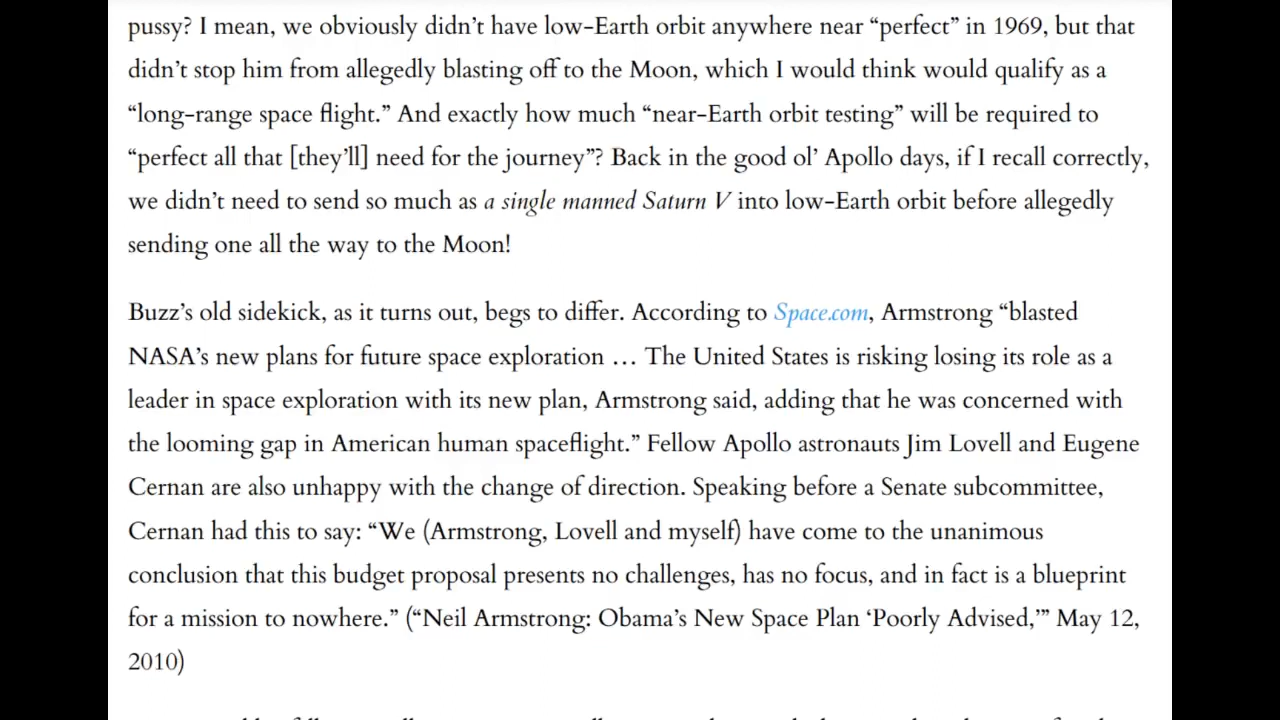 pussy? I mean, we obviously didn’t have low-Earth orbit anywhere near “perfect” in 1969, but that
didn’t stop him from allegedly blasting off to the Moon, which I would think would qualify as a
“long-range space flight.” And exactly how much “near-Earth orbit testing” will be required to
“perfect all that [they’ll] need for the journey”? Back in the good ol’ Apollo days, if I recall correctly,
we didn’t need to send so much as a single manned Saturn V into low-Earth orbit before allegedly
sending one all the way to the Moon!
Buzz’s old sidekick, as it turns out, begs to differ. According to Space.com, Armstrong “blasted
NASA’s new plans for future space exploration … The United States is risking losing its role as a
leader in space exploration with its new plan, Armstrong said, adding that he was concerned with
the looming gap in American human spaceflight.” Fellow Apollo astronauts Jim Lovell and Eugene
Cernan are also unhappy with the change of direction. Speaking before a Senate subcommittee,
Cernan had this to say: “We (Armstrong, Lovell and myself) have come to the unanimous
conclusion that this budget proposal presents no challenges, has no focus, and in fact is a blueprint
for a mission to nowhere.” (“Neil Armstrong: Obama’s New Space Plan ‘Poorly Advised,’” May 12,
2010)